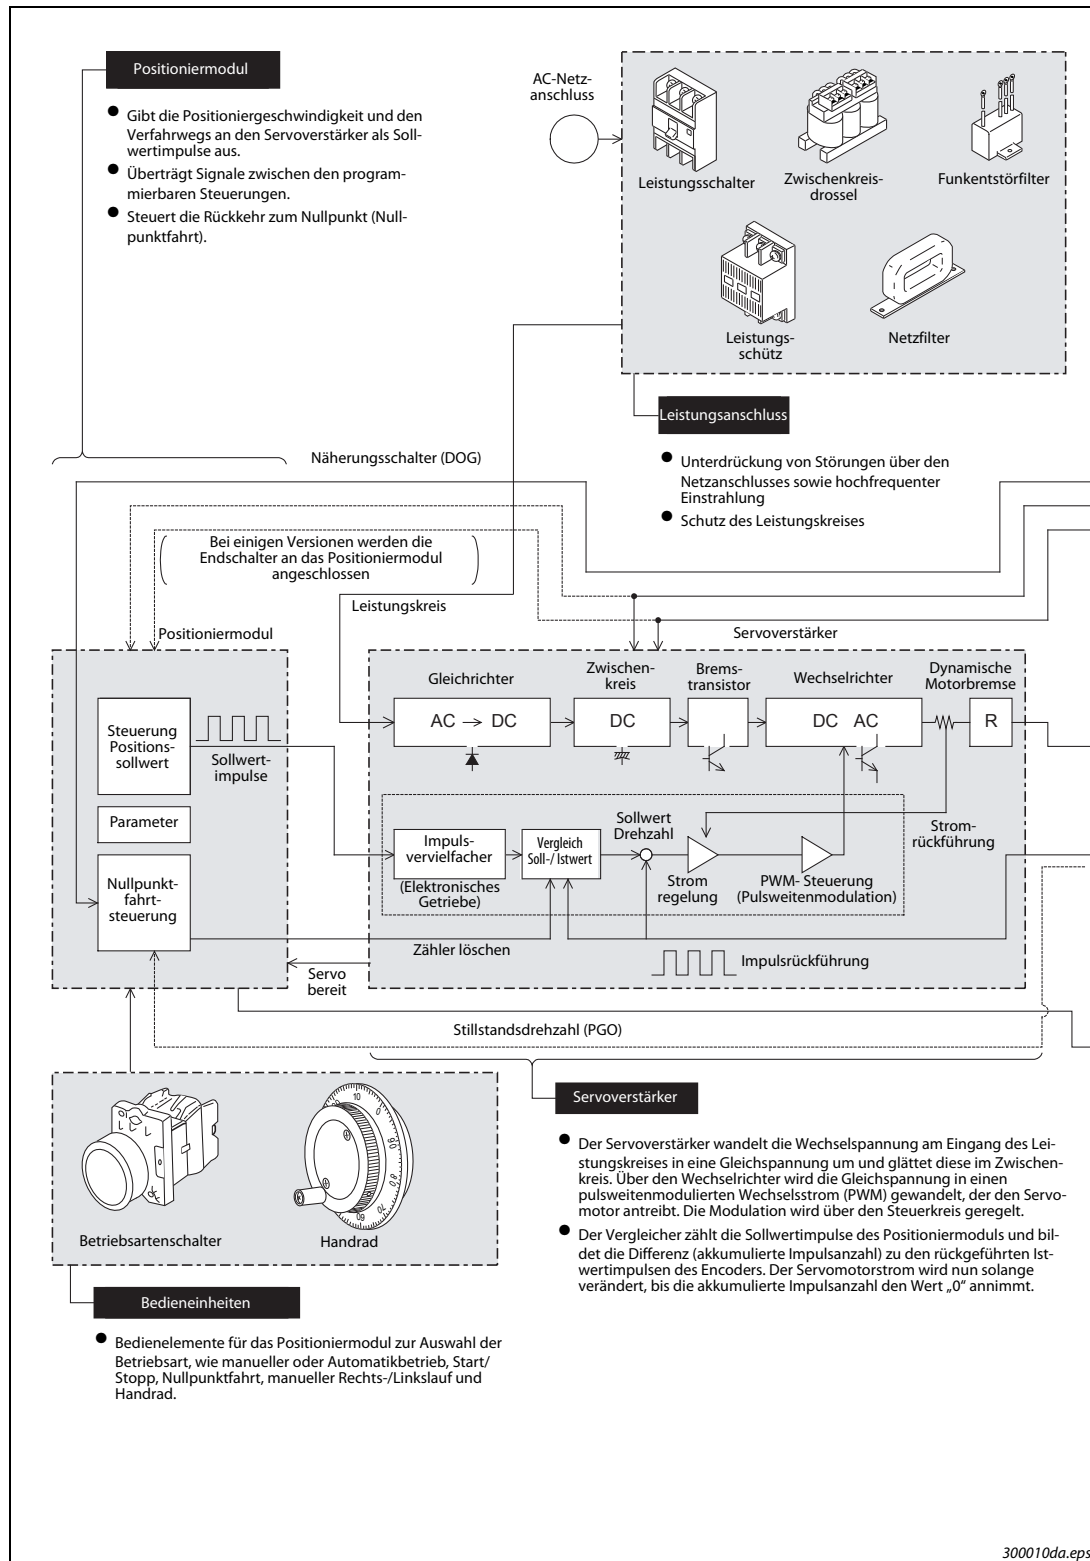 Positioniermodul
● Gibt die Positioniergeschwindigkeit und den
Verfahrwegs an den Servoverstärker als Soll-
wertimpulse aus.
● Überträgt Signale zwischen den program-
mierbaren Steuerungen.
● Steuert die Rückkehr zum Nullpunkt (Null-
punktfahrt).
AC-Netz-
anschluss
Leistungsschalter
Zwischenkreis-
drossel
Funkentstörfilter
Leistungs-
schütz
Netzfilter
Leistungsanschluss
● Unterdrückung von Störungen über den
Netzanschlusses sowie hochfrequenter
Einstrahlung
● Schutz des Leistungskreises
Näherungsschalter (DOG)
Bei einigen Versionen werden die
Endschalter an das Positioniermodul
angeschlossen
Leistungskreis
Positioniermodul
Servoverstärker
Steuerung
Positions-
sollwert
Sollwert-
impulse
Parameter
Nullpunkt-
fahrt-
steuerung
Gleichrichter
AC → DC
Zwischen-
kreis
DC
Brems-
transistor
Wechselrichter
DC AC
Dynamische
Motorbremse
R
Impuls-
vervielfacher
(Elektronisches
Getriebe)
Vergleich
Soll-/ Istwert
Sollwert
Drehzahl
Strom
regelung
PWM- Steuerung
(Pulsweitenmodulation)
Strom-
rückführung
Zähler löschen
Impulsrückführung
Servo
bereit
Stillstandsdrehzahl (PGO)
10
0
90
80
70
60
Betriebsartenschalter
Handrad
Bedieneinheiten
● Bedienelemente für das Positioniermodul zur Auswahl der
Betriebsart, wie manueller oder Automatikbetrieb, Start/
Stopp, Nullpunktfahrt, manueller Rechts-/Linkslauf und
Handrad.
Servoverstärker
● Der Servoverstärker wandelt die Wechselspannung am Eingang des Lei-
stungskreises in eine Gleichspannung um und glättet diese im Zwischen-
kreis. Über den Wechselrichter wird die Gleichspannung in einen
pulsweitenmodulierten Wechselsstrom (PWM) gewandelt, der den Servo-
motor antreibt. Die Modulation wird über den Steuerkreis geregelt.
● Der Vergleicher zählt die Sollwertimpulse des Positioniermoduls und bil-
det die Differenz (akkumulierte Impulsanzahl) zu den rückgeführten Ist-
wertimpulsen des Encoders. Der Servomotorstrom wird nun solange
verändert, bis die akkumulierte Impulsanzahl den Wert „0“ annimmt.
300010da.eps